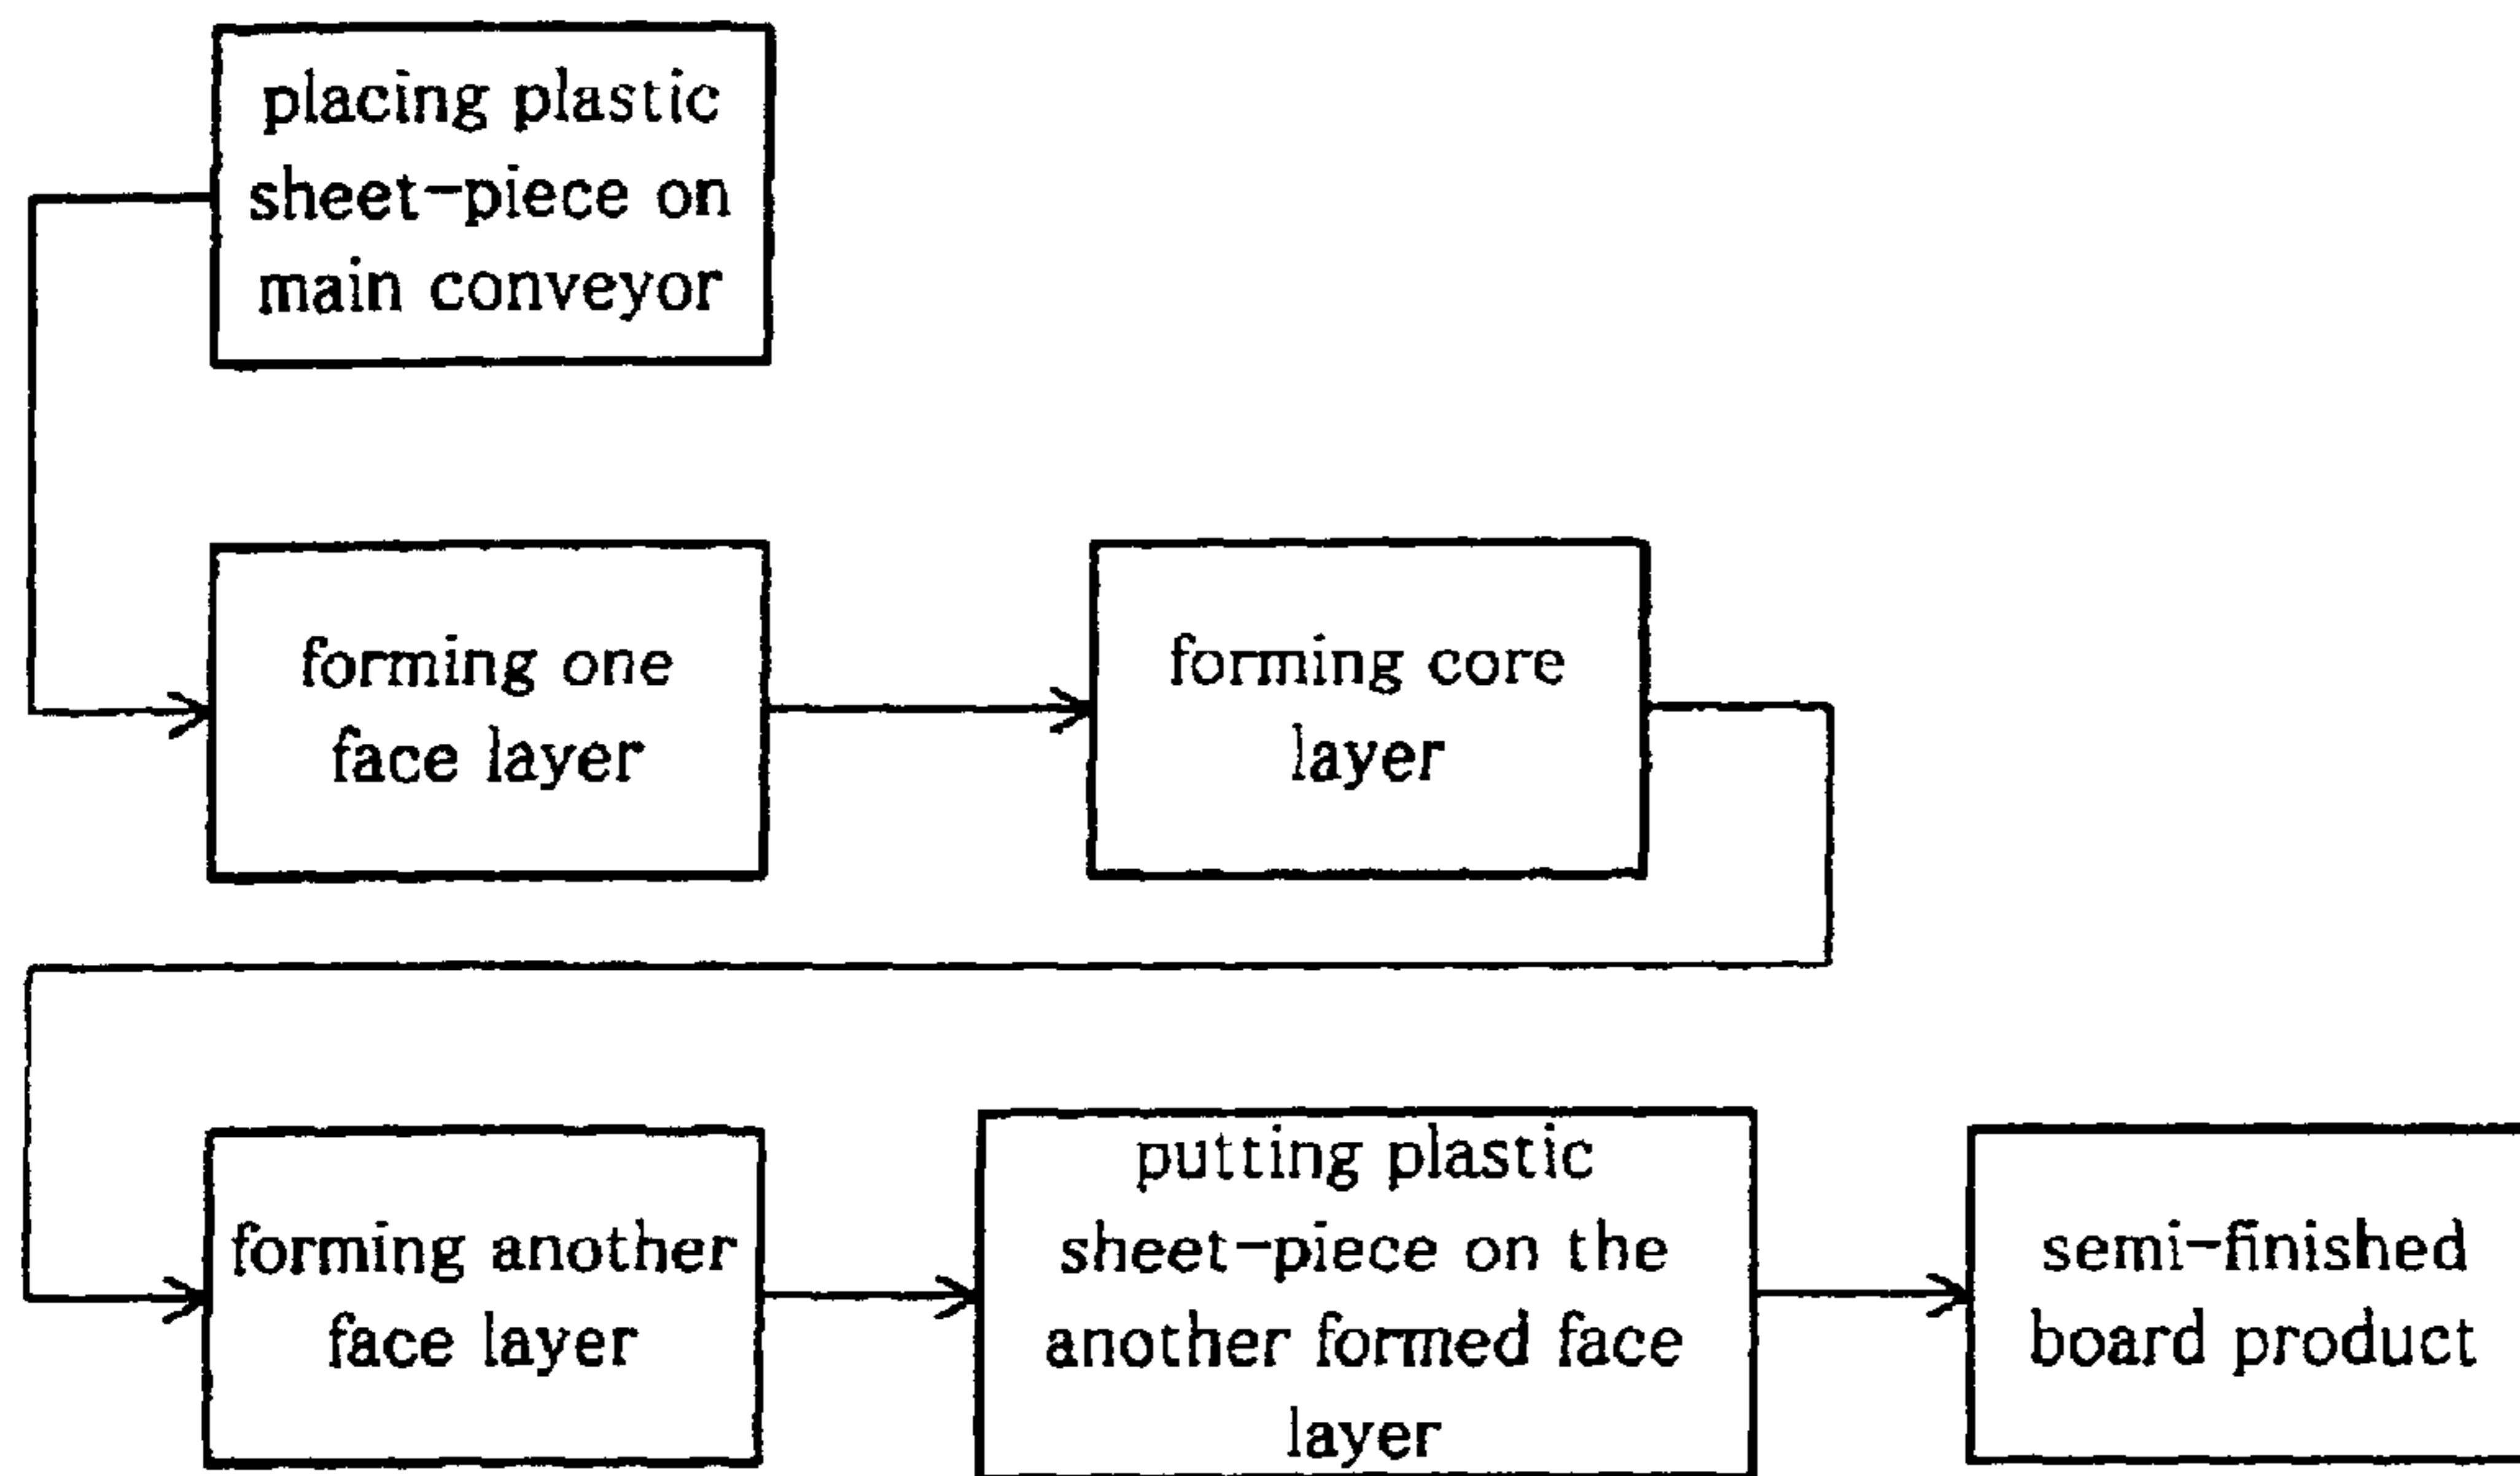 placing plastic
sheet-piece on
main conveyor
forming one
face layer
forming core
layer
forming another
face layer
putting plastic
sheet-piece on the
another formed face
layer
semi-finished
board product